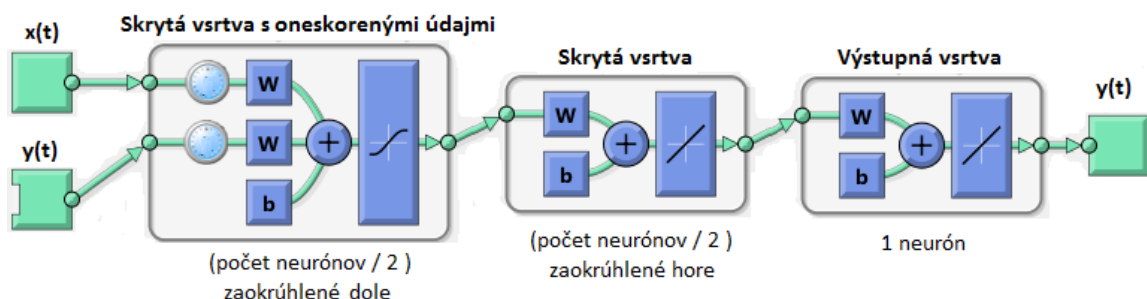 Skrytá vsrtva s oneskorenými údajmi
x(t)
y(t)
W
W
b
+
(počet neurónov / 2 )
zaokrúhlené dole
Skrytá vsrtva
W
b
+
(počet neurónov / 2 )
zaokrúhlené hore
Výstupná vsrtva
W
b
+
1 neurón
y(t)